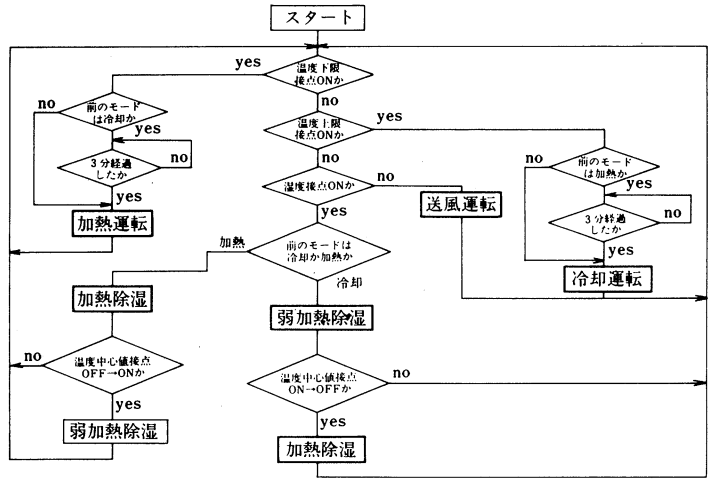 スタート
yes
温度下限
接点ONか
no
前のモード
は冷却か
yes
no
3分経過
したか
no
yes
加熱運転
温度上限
接点ONか
yes
no
前のモード
は加熱か
no
yes
3分経過
したか
no
yes
冷却運転
温度接点ONか
no
送風運転
yes
前のモードは
冷却か加熱か
加熱
冷却
加熱除湿
弱加熱除湿
no
温度中心値接点
OFF→ONか
yes
弱加熱除湿
温度中心値接点
ON→OFFか
no
yes
加熱除湿